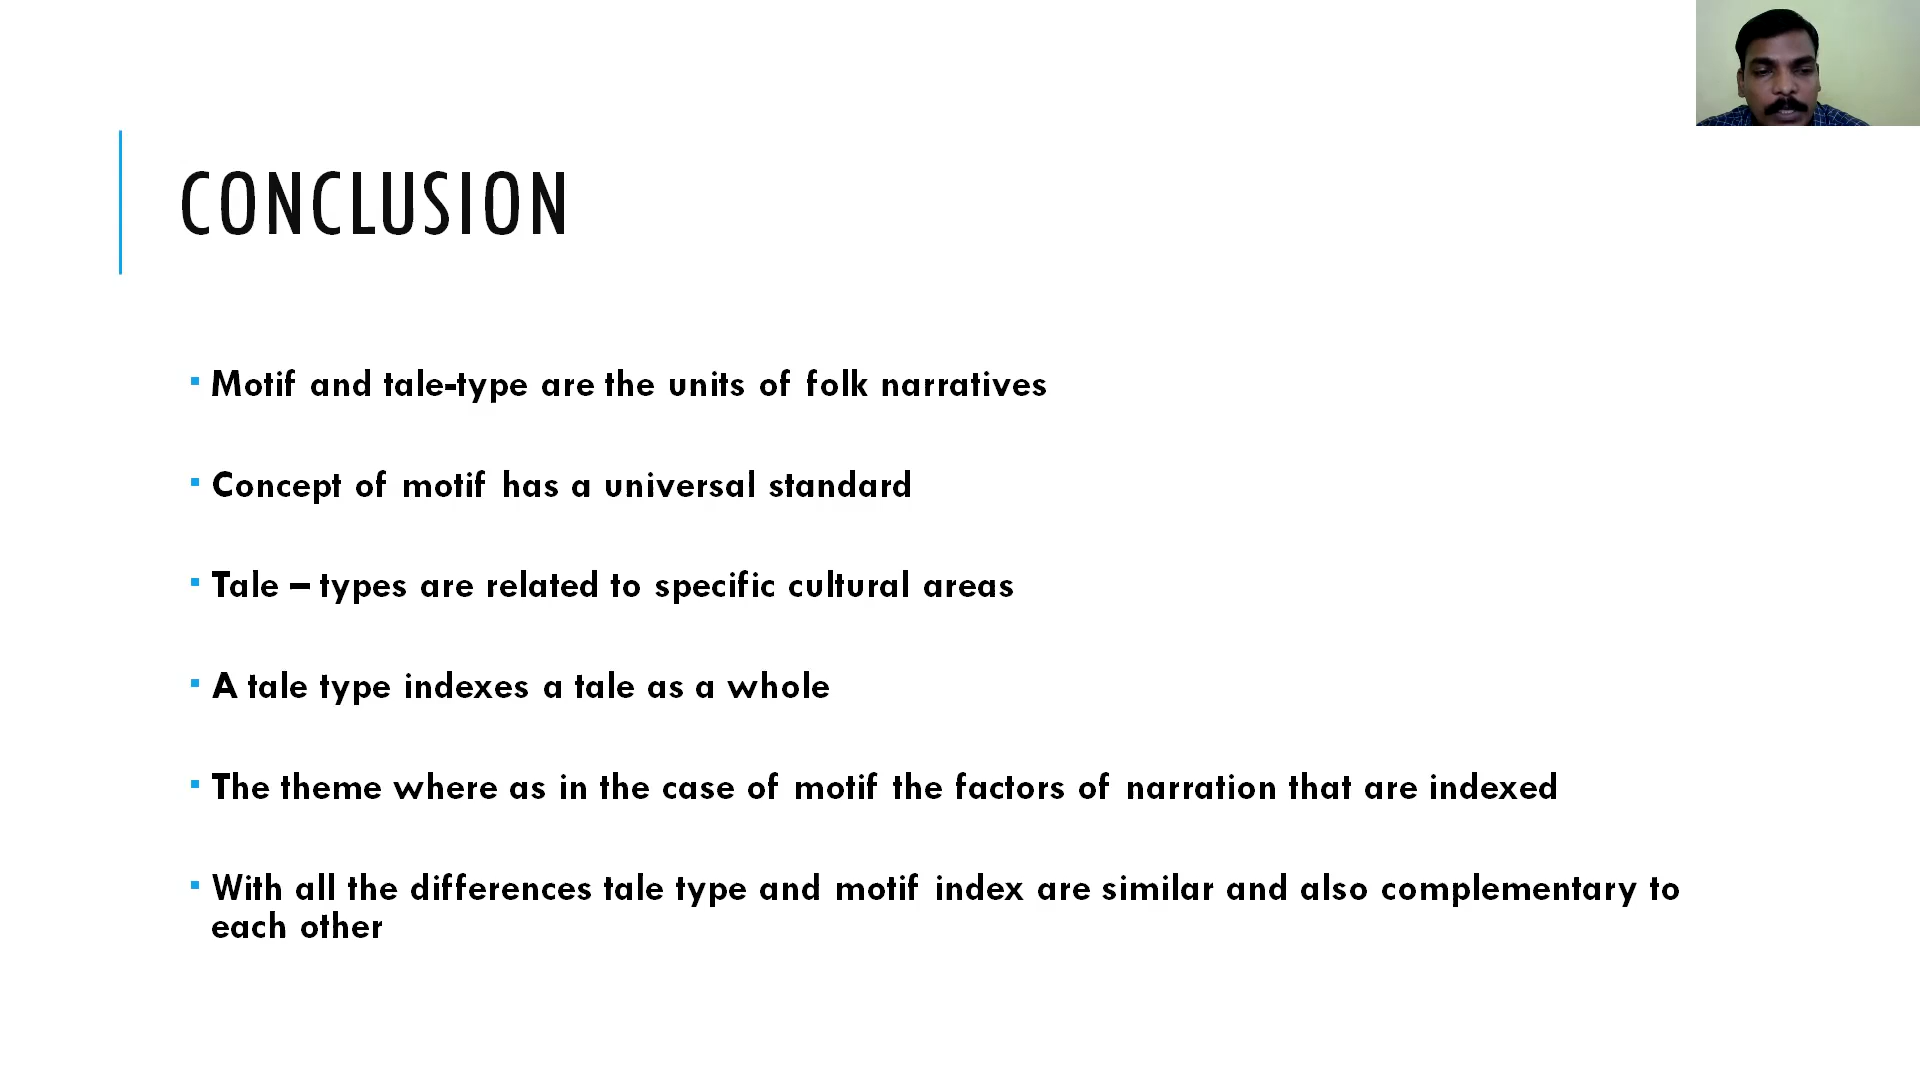 CONCLUSION
Motif and tale-type are the units of folk narratives
Concept of motif has a universal standard
Tale – types are related to specific cultural areas
A tale type indexes a tale as a whole
The theme where as in the case of motif the factors of narration that are indexed
With all the differences tale type and motif index are similar and also complementary to
each other